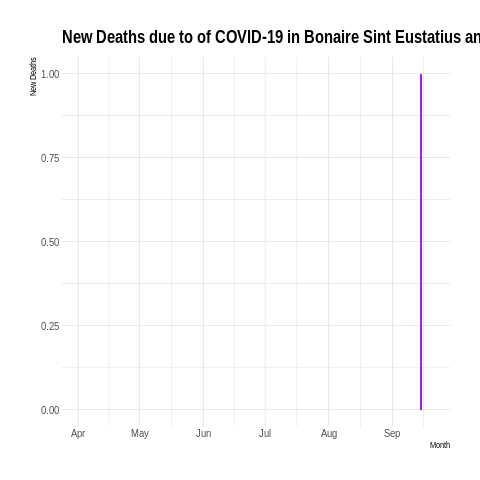 New Deaths due to of COVID-19 in Bonaire Sint Eustatius an
New Deaths
1.00
0.75
0.50
0.25
0.00
Apr May Jun Jul Aug Sep
Month